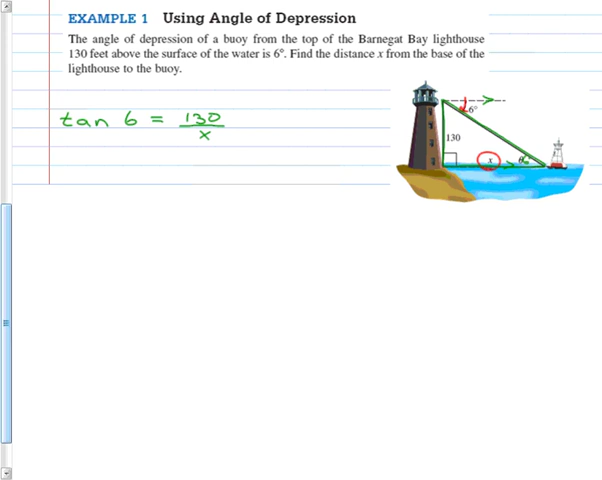 EXAMPLE 1 Using Angle of Depression
The angle of depression of a buoy from the top of the Barnegat Bay lighthouse
130 feet above the surface of the water is 6°. Find the distance x from the base of the
lighthouse to the buoy.
tan 6 = 130
x
6°
130
x